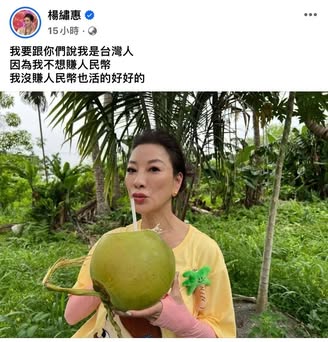 楊繡惠
15小時
我要跟你們說我是台灣人
因為我不想賺人民幣
我沒賺人民幣也活的好好的